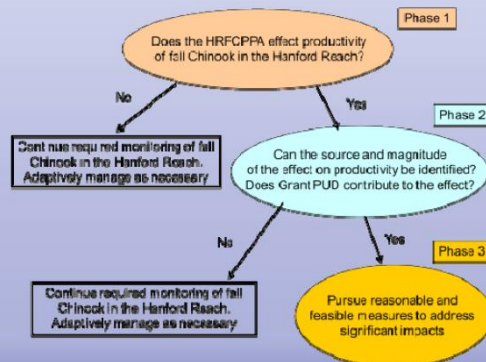 Phase 1
Does the HRFCPPA effect productivity
of fall Chinook in the Hanford Reach?
No
Yes
Phase 2
Continue required monitoring of fall
Chinook in the Hanford Reach.
Adaptively manage as necessary
Can the source and magnitude
of the effect on productivity be identified?
Does Grant PUD contribute to the effect?
No
Yes
Phase 3
Continue required monitoring of fall
Chinook in the Hanford Reach.
Adaptively manage as necessary
Pursue reasonable and
feasible measures to address
significant impacts